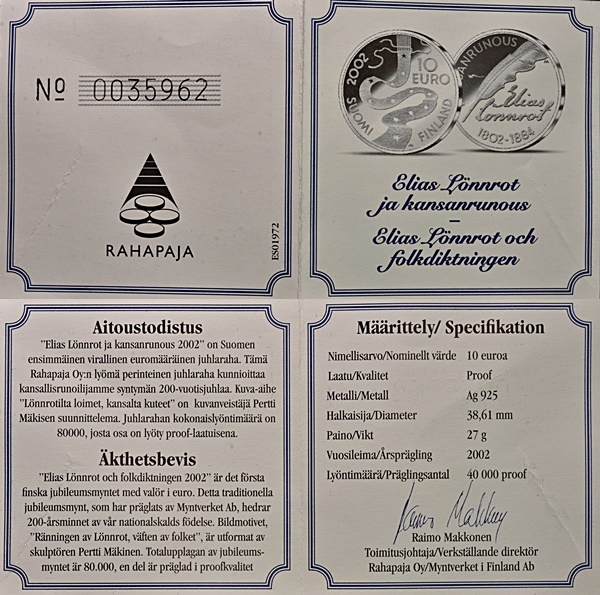 Nº 0035962
RAHAPAJA
ES01972
2002
SUOMI
10
EURO
FINLAND
KANSANRUNOUS
Elias
Lönnrot
1802-1884
Elias Lönnrot
ja kansanrunous
Elias Lönnrot och
folkdiktningen
Aitoustodistus
"Elias Lönnrot ja kansanrunous 2002" on Suomen
ensimmäinen virallinen euromääräinen juhlaraha. Tämä
Rahapaja Oy:n lyömä perinteinen juhlaraha kunnioittaa
kansallisrunoilijamme syntymän 200-vuotisjuhlaa. Kuva-aihe
"Lönnrotilta loimet, kansalta kuteet" on kuvanveistäjä Pertti
Mäkisen suunnittelema. Juhlarahan kokonaislyöntimäärä on
80000, josta osa on lyöty proof-laatuisena.
Äkthetsbevis
"Elias Lönnrot och folkdiktningen 2002" är det första
finska jubileumsmyntet med valör i euro. Detta traditionella
jubileumsmynt, som har präglats av Myntverket Ab, hedrar
200-årsminnet av vår nationalskalds födelse. Bildmotivet,
"Ränningen av Lönnrot, väften av folket", är utformat av
skulptören Pertti Mäkinen. Totalupplagan av jubileums-
myntet är 80.000, en del är präglad i proofkvalitet
Määrittely/ Specifikation
Nimellisarvo/Nominellt värde 10 euroa
Laatu/Kvalitet Proof
Metalli/Metall Ag 925
Halkaisija/Diameter 38,61 mm
Paino/Vikt 27 g
Vuosileima/Årsprägling 2002
Lyöntimäärä/Präglingsantal 40 000 proof
Raimo Makkonen
Raimo Makkonen
Toimitusjohtaja/Verkställande direktör
Rahapaja Oy/Myntverket i Finland Ab